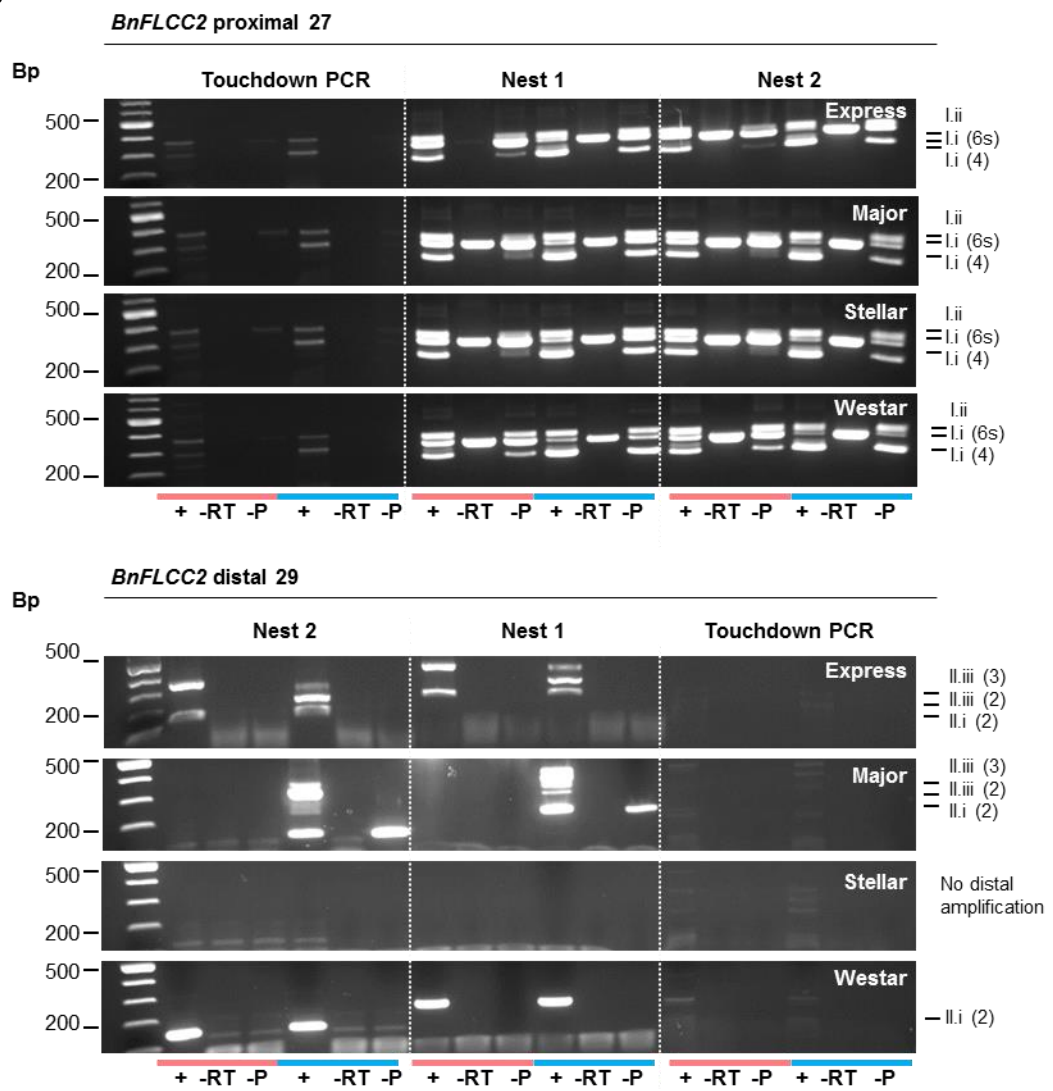 BnFLCC2 proximal 27
Bp
Touchdown PCR Nest 1 Nest 2
500 Express I.ii
I.i (6s)
200 I.i (4)
500 Major I.ii
I.i (6s)
200 I.i (4)
500 Stellar I.ii
I.i (6s)
200 I.i (4)
500 Westar I.ii
I.i (6s)
200 I.i (4)
+ -RT -P + -RT -P + -RT -P + -RT -P + -RT -P + -RT -P
BnFLCC2 distal 29
Bp
Nest 2 Nest 1 Touchdown PCR
500 Express II.iii (3)
II.iii (2)
200 II.i (2)
500 Major II.iii (3)
II.iii (2)
200 II.i (2)
500 Stellar No distal
200 amplification
500 Westar
200 II.i (2)
+ -RT -P + -RT -P + -RT -P + -RT -P + -RT -P + -RT -P